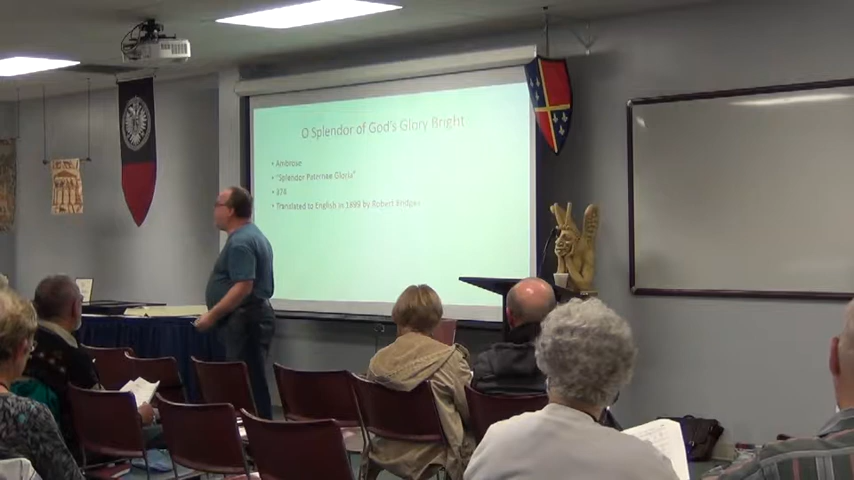 O Splendor of God's Glory Bright
• Ambrose
• "Splendor Paternae Gloria"
• 374
• Translated to English in 1899 by Robert Bridges